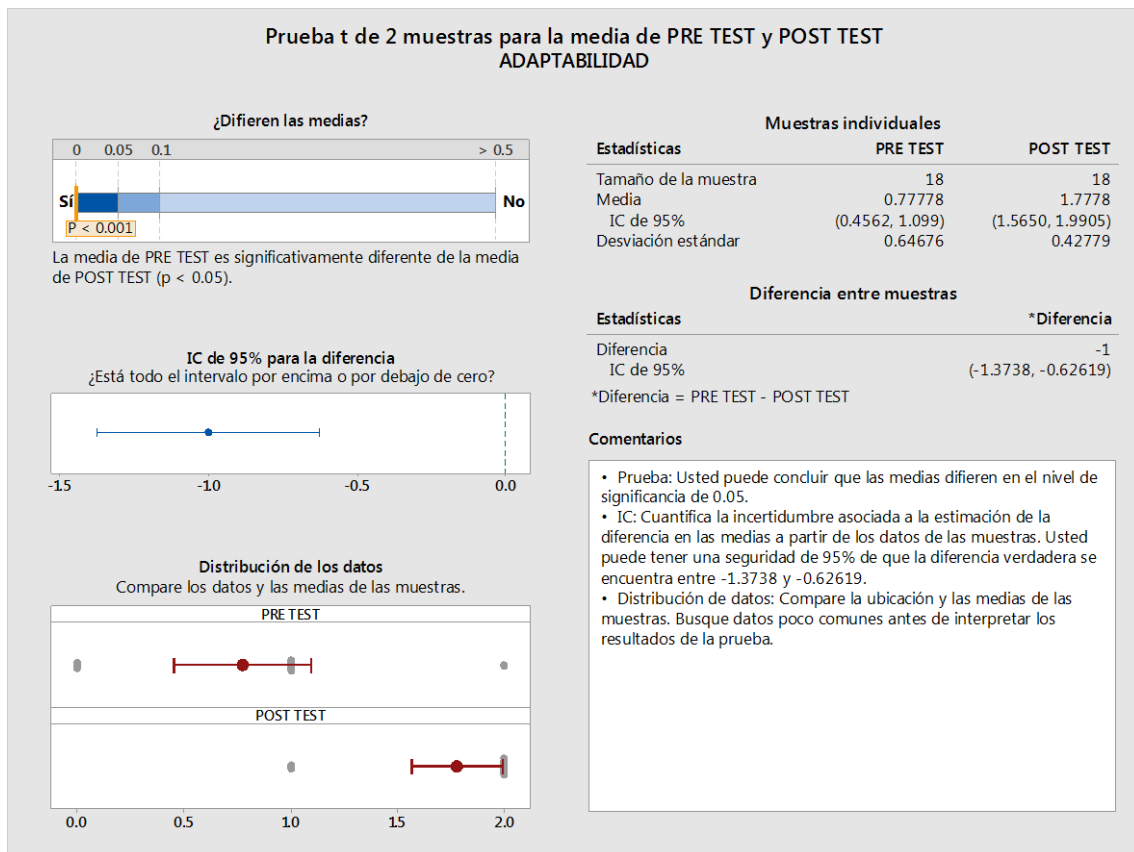 Prueba t de 2 muestras para la media de PRE TEST y POST TEST
ADAPTABILIDAD
¿Difieren las medias?
0 0.05 0.1 > 0.5
Sí No
P < 0.001
La media de PRE TEST es significativamente diferente de la media
de POST TEST (p < 0.05).
IC de 95% para la diferencia
¿Está todo el intervalo por encima o por debajo de cero?
-1.5 -1.0 -0.5 0.0
Distribución de los datos
Compare los datos y las medias de las muestras.
PRE TEST
POST TEST
0.0 0.5 1.0 1.5 2.0
Muestras individuales
Estadísticas PRE TEST POST TEST
Tamaño de la muestra 18 18
Media 0.77778 1.7778
IC de 95% (0.4562, 1.099) (1.5650, 1.9905)
Desviación estándar 0.64676 0.42779
Diferencia entre muestras
Estadísticas *Diferencia
Diferencia -1
IC de 95% (-1.3738, -0.62619)
*Diferencia = PRE TEST - POST TEST
Comentarios
• Prueba: Usted puede concluir que las medias difieren en el nivel de
significancia de 0.05.
• IC: Cuantifica la incertidumbre asociada a la estimación de la
diferencia en las medias a partir de los datos de las muestras. Usted
puede tener una seguridad de 95% de que la diferencia verdadera se
encuentra entre -1.3738 y -0.62619.
• Distribución de datos: Compare la ubicación y las medias de las
muestras. Busque datos poco comunes antes de interpretar los
resultados de la prueba.